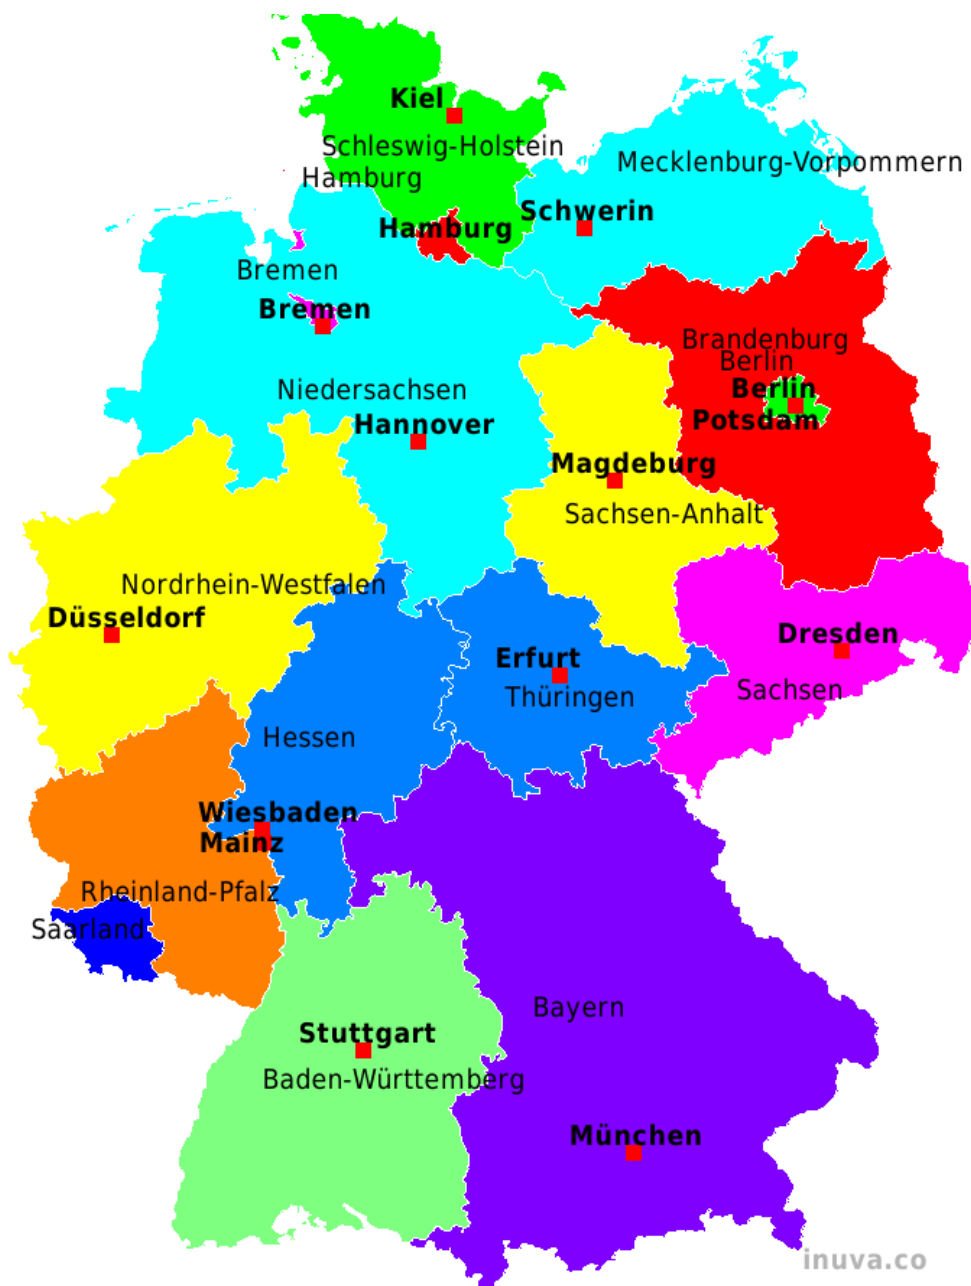 Kiel
Schleswig-Holstein
Mecklenburg-Vorpommern
Hamburg
Schwerin
Hamburg
Bremen
Bremen
Brandenburg
Berlin
Berlin
Niedersachsen
Potsdam
Hannover
Magdeburg
Sachsen-Anhalt
Nordrhein-Westfalen
Düsseldorf
Dresden
Erfurt
Sachsen
Thüringen
Hessen
Wiesbaden
Mainz
Rheinland-Pfalz
Saarland
Bayern
Stuttgart
Baden-Württemberg
München
inuva.co